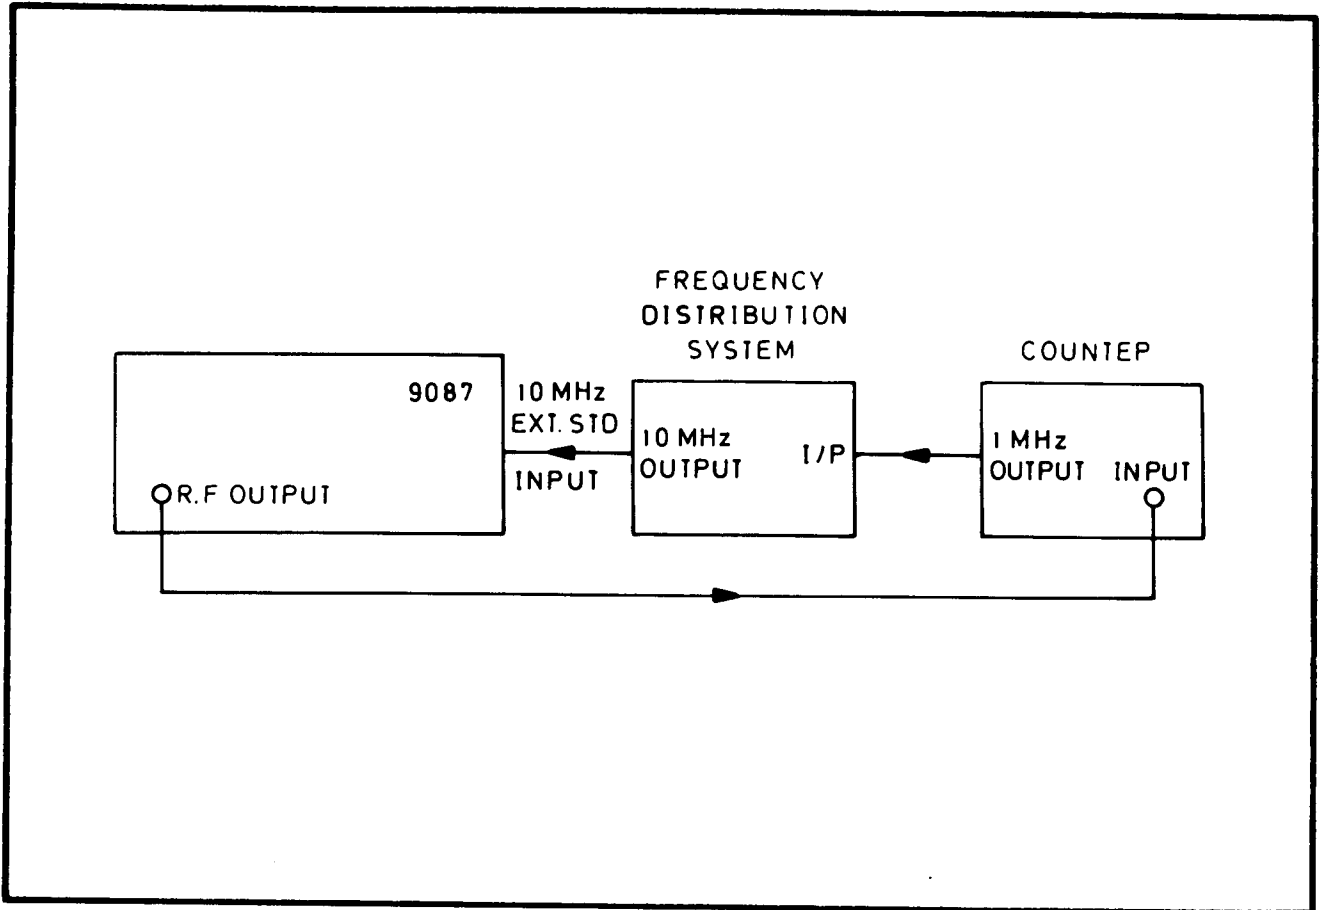 FREQUENCY
DISTRIBUTION
SYSTEM
COUNTEP
9087
10 MHz
EXT. STD
INPUT
R.F OUTPUT
10 MHz
OUTPUT
I/P
1 MHz
OUTPUT
INPUT